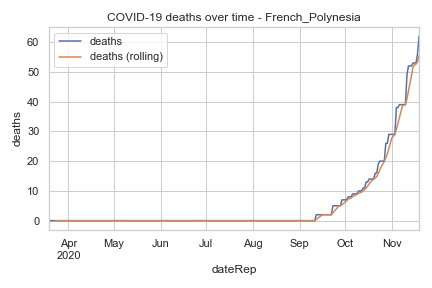 COVID-19 deaths over time - French_Polynesia
deaths
deaths (rolling)
60
50
40
30
20
10
0
deaths
Apr
2020
May
Jun
Jul
Aug
Sep
Oct
Nov
dateRep